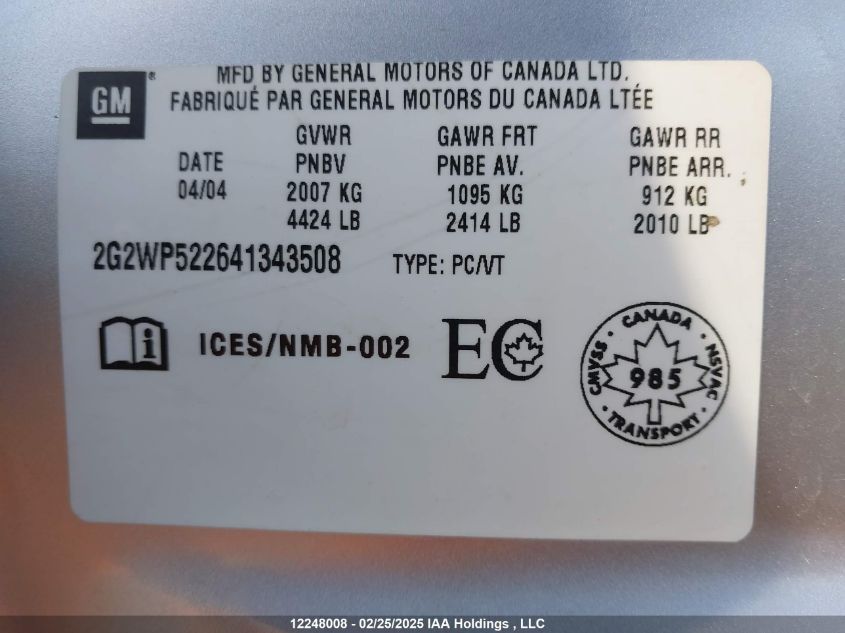 GM®
MFD BY GENERAL MOTORS OF CANADA LTD.
FABRIQUÉ PAR GENERAL MOTORS DU CANADA LTÉE
GVWR GAWR FRT GAWR RR
DATE PNBV PNBE AV. PNBE ARR.
04/04 2007 KG 1095 KG 912 KG
4424 LB 2414 LB 2010 LB
2G2WP522641343508 TYPE: PC/VT
i ICES/NMB-002 EC
CANADA
CMVSS 985 NSVAC
TRANSPORT
12248008 - 02/25/2025 IAA Holdings , LLC